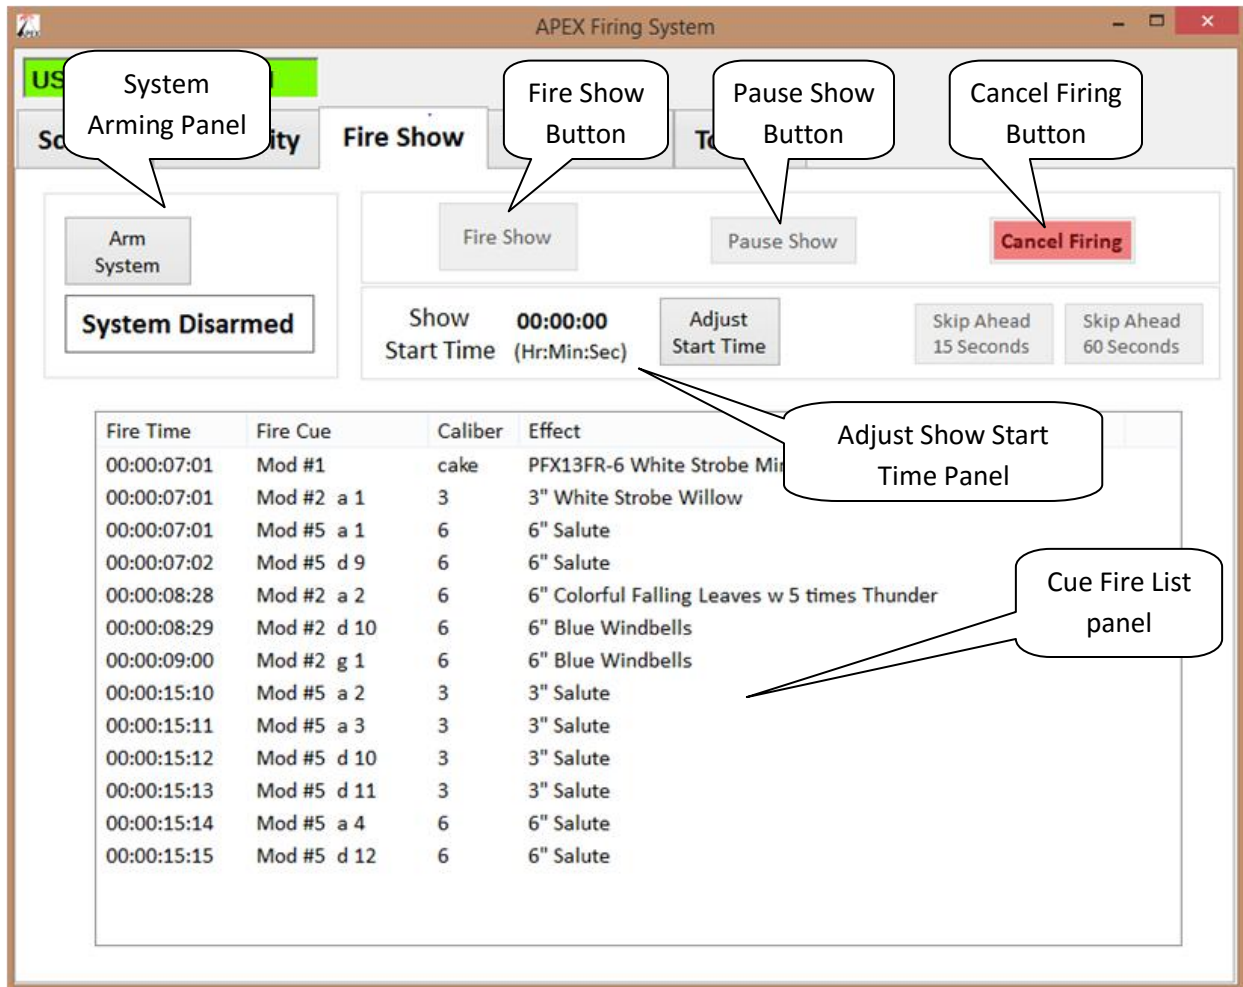 APEX Firing System
System
Arming Panel
Fire Show
Button
Pause Show
Button
Cancel Firing
Button
Fire Show
Arm
System
System Disarmed
Fire Show
Pause Show
Cancel Firing
Show
Start Time
00:00:00
(Hr:Min:Sec)
Adjust
Start Time
Skip Ahead
15 Seconds
Skip Ahead
60 Seconds
Adjust Show Start
Time Panel
Fire Time Fire Cue Caliber Effect
00:00:07:01 Mod #1 cake PFX13FR-6 White Strobe
00:00:07:01 Mod #2 a 1 3 3" White Strobe Willow
00:00:07:01 Mod #5 a 1 6 6" Salute
00:00:07:02 Mod #5 d 9 6 6" Salute
00:00:08:28 Mod #2 a 2 6 6" Colorful Falling Leaves w 5 times Thunder
00:00:08:29 Mod #2 d 10 6 6" Blue Windbells
00:00:09:00 Mod #2 g 1 6 6" Blue Windbells
00:00:15:10 Mod #5 a 2 3 3" Salute
00:00:15:11 Mod #5 a 3 3 3" Salute
00:00:15:12 Mod #5 d 10 3 3" Salute
00:00:15:13 Mod #5 d 11 3 3" Salute
00:00:15:14 Mod #5 a 4 6 6" Salute
00:00:15:15 Mod #5 d 12 6 6" Salute
Cue Fire List
panel